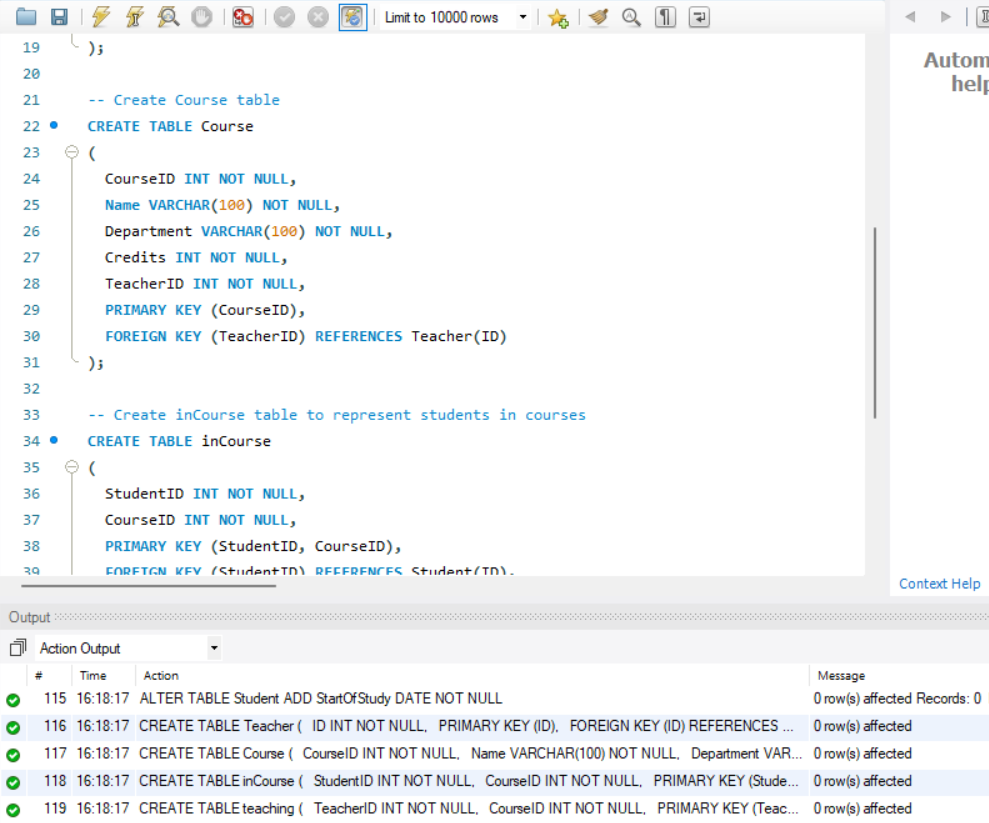 Limit to 10000 rows
Autom
help
19 );
20
21 -- Create Course table
22 CREATE TABLE Course
23 (
24 CourseID INT NOT NULL,
25 Name VARCHAR(100) NOT NULL,
26 Department VARCHAR(100) NOT NULL,
27 Credits INT NOT NULL,
28 TeacherID INT NOT NULL,
29 PRIMARY KEY (CourseID),
30 FOREIGN KEY (TeacherID) REFERENCES Teacher(ID)
31 );
32
33 -- Create inCourse table to represent students in courses
34 CREATE TABLE inCourse
35 (
36 StudentID INT NOT NULL,
37 CourseID INT NOT NULL,
38 PRIMARY KEY (StudentID, CourseID),
39 FOREIGN KEY (StudentID) REFERENCES Student(ID),
Context Help
Output
Action Output
# Time Action Message
115 16:18:17 ALTER TABLE Student ADD StartOfStudy DATE NOT NULL 0 row(s) affected Records: 0
116 16:18:17 CREATE TABLE Teacher ( ID INT NOT NULL, PRIMARY KEY (ID), FOREIGN KEY (ID) REFERENCES ... 0 row(s) affected
117 16:18:17 CREATE TABLE Course ( CourseID INT NOT NULL, Name VARCHAR(100) NOT NULL, Department VAR... 0 row(s) affected
118 16:18:17 CREATE TABLE inCourse ( StudentID INT NOT NULL, CourseID INT NOT NULL, PRIMARY KEY (Stude... 0 row(s) affected
119 16:18:17 CREATE TABLE teaching ( TeacherID INT NOT NULL, CourseID INT NOT NULL, PRIMARY KEY (Teac... 0 row(s) affected